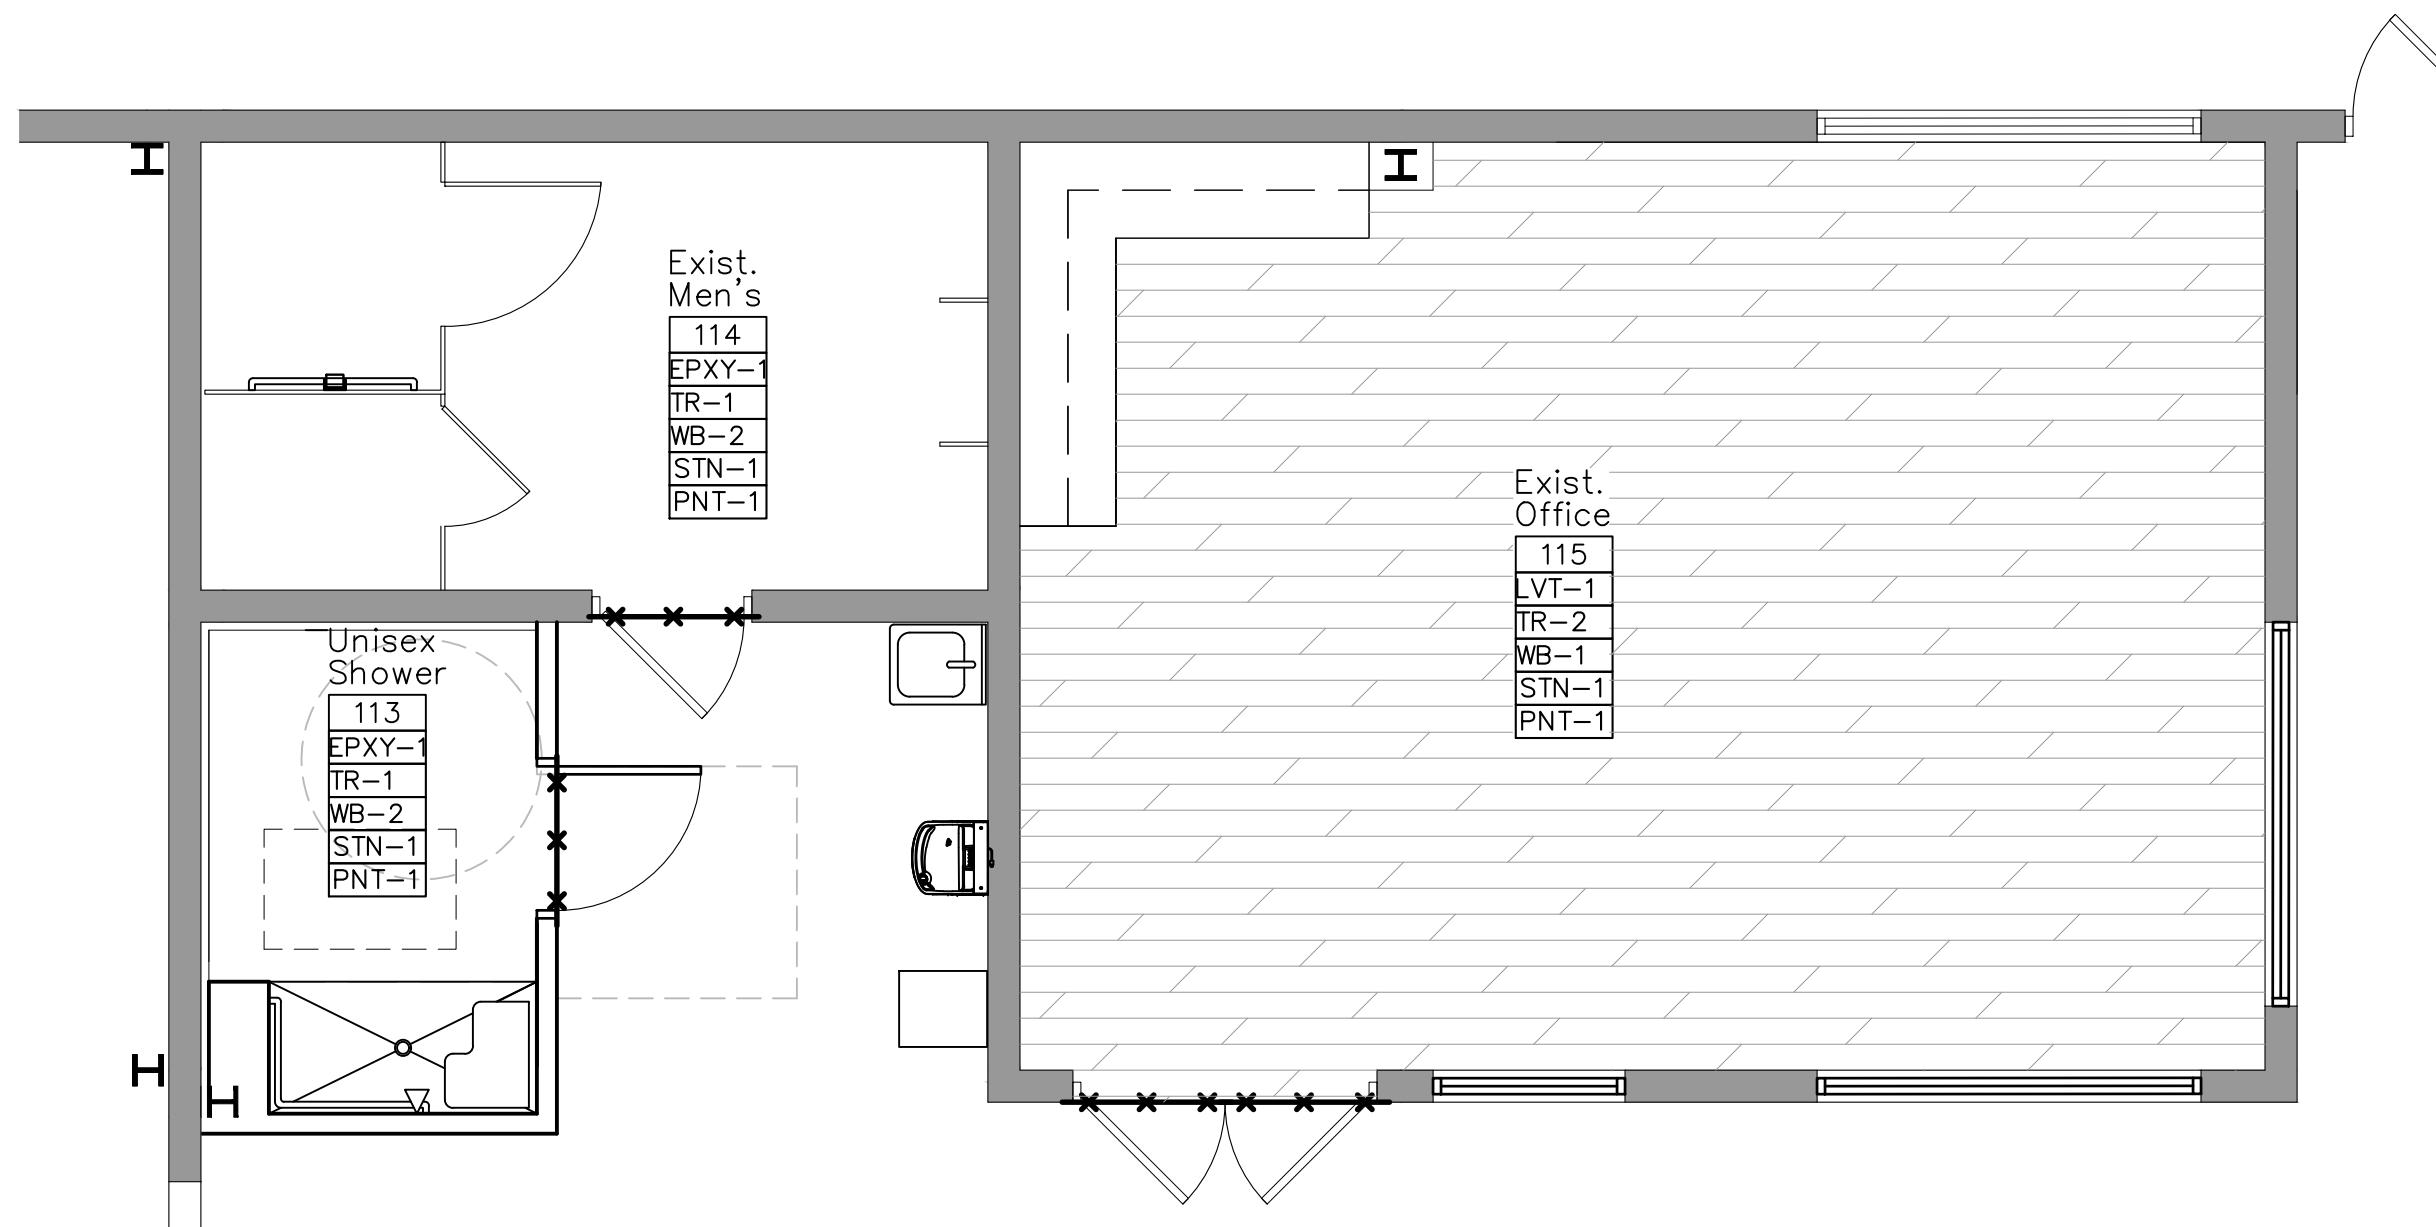 Exist.
Men's
114
EPXY-1
TR-1
WB-2
STN-1
PNT-1
Exist.
Office
115
LVT-1
TR-2
WB-1
STN-1
PNT-1
Unisex
Shower
113
EPXY-1
TR-1
WB-2
STN-1
PNT-1